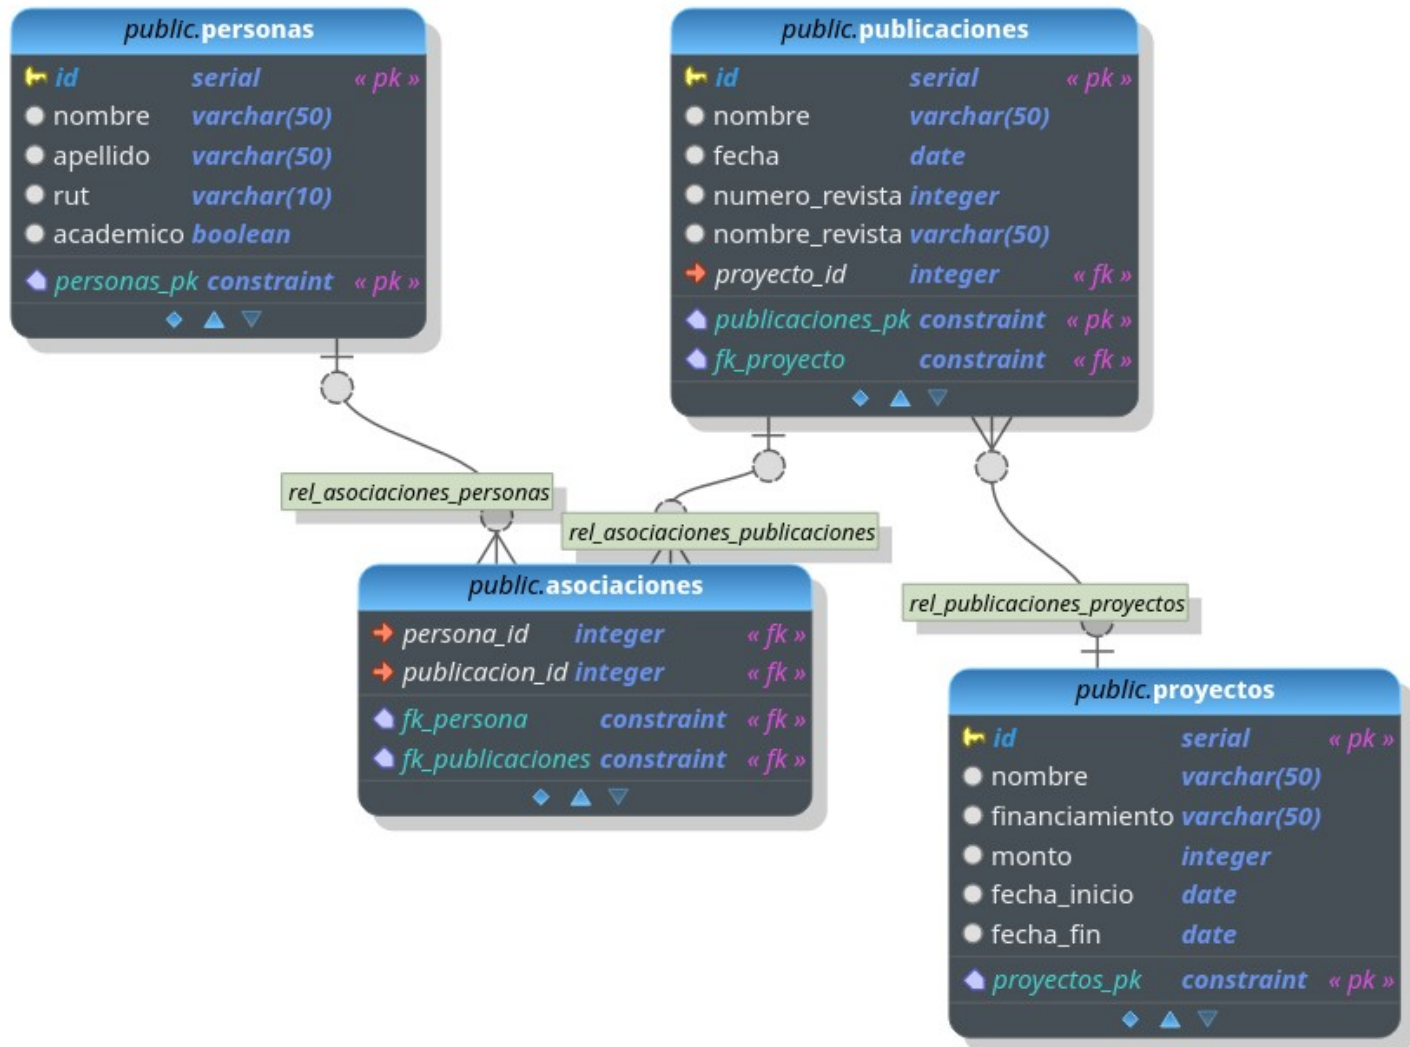 public.personas
id serial « pk »
nombre varchar(50)
apellido varchar(50)
rut varchar(10)
academico boolean
personas_pk constraint « pk »
public.publicaciones
id serial « pk »
nombre varchar(50)
fecha date
numero_revista integer
nombre_revista varchar(50)
proyecto_id integer « fk »
publicaciones_pk constraint « pk »
fk_proyecto constraint « fk »
rel_asociaciones_personas
rel_asociaciones_publicaciones
rel_publicaciones_proyectos
public.asociaciones
persona_id integer « fk »
publicacion_id integer « fk »
fk_persona constraint « fk »
fk_publicaciones constraint « fk »
public.proyectos
id serial « pk »
nombre varchar(50)
financiamiento varchar(50)
monto integer
fecha_inicio date
fecha_fin date
proyectos_pk constraint « pk »